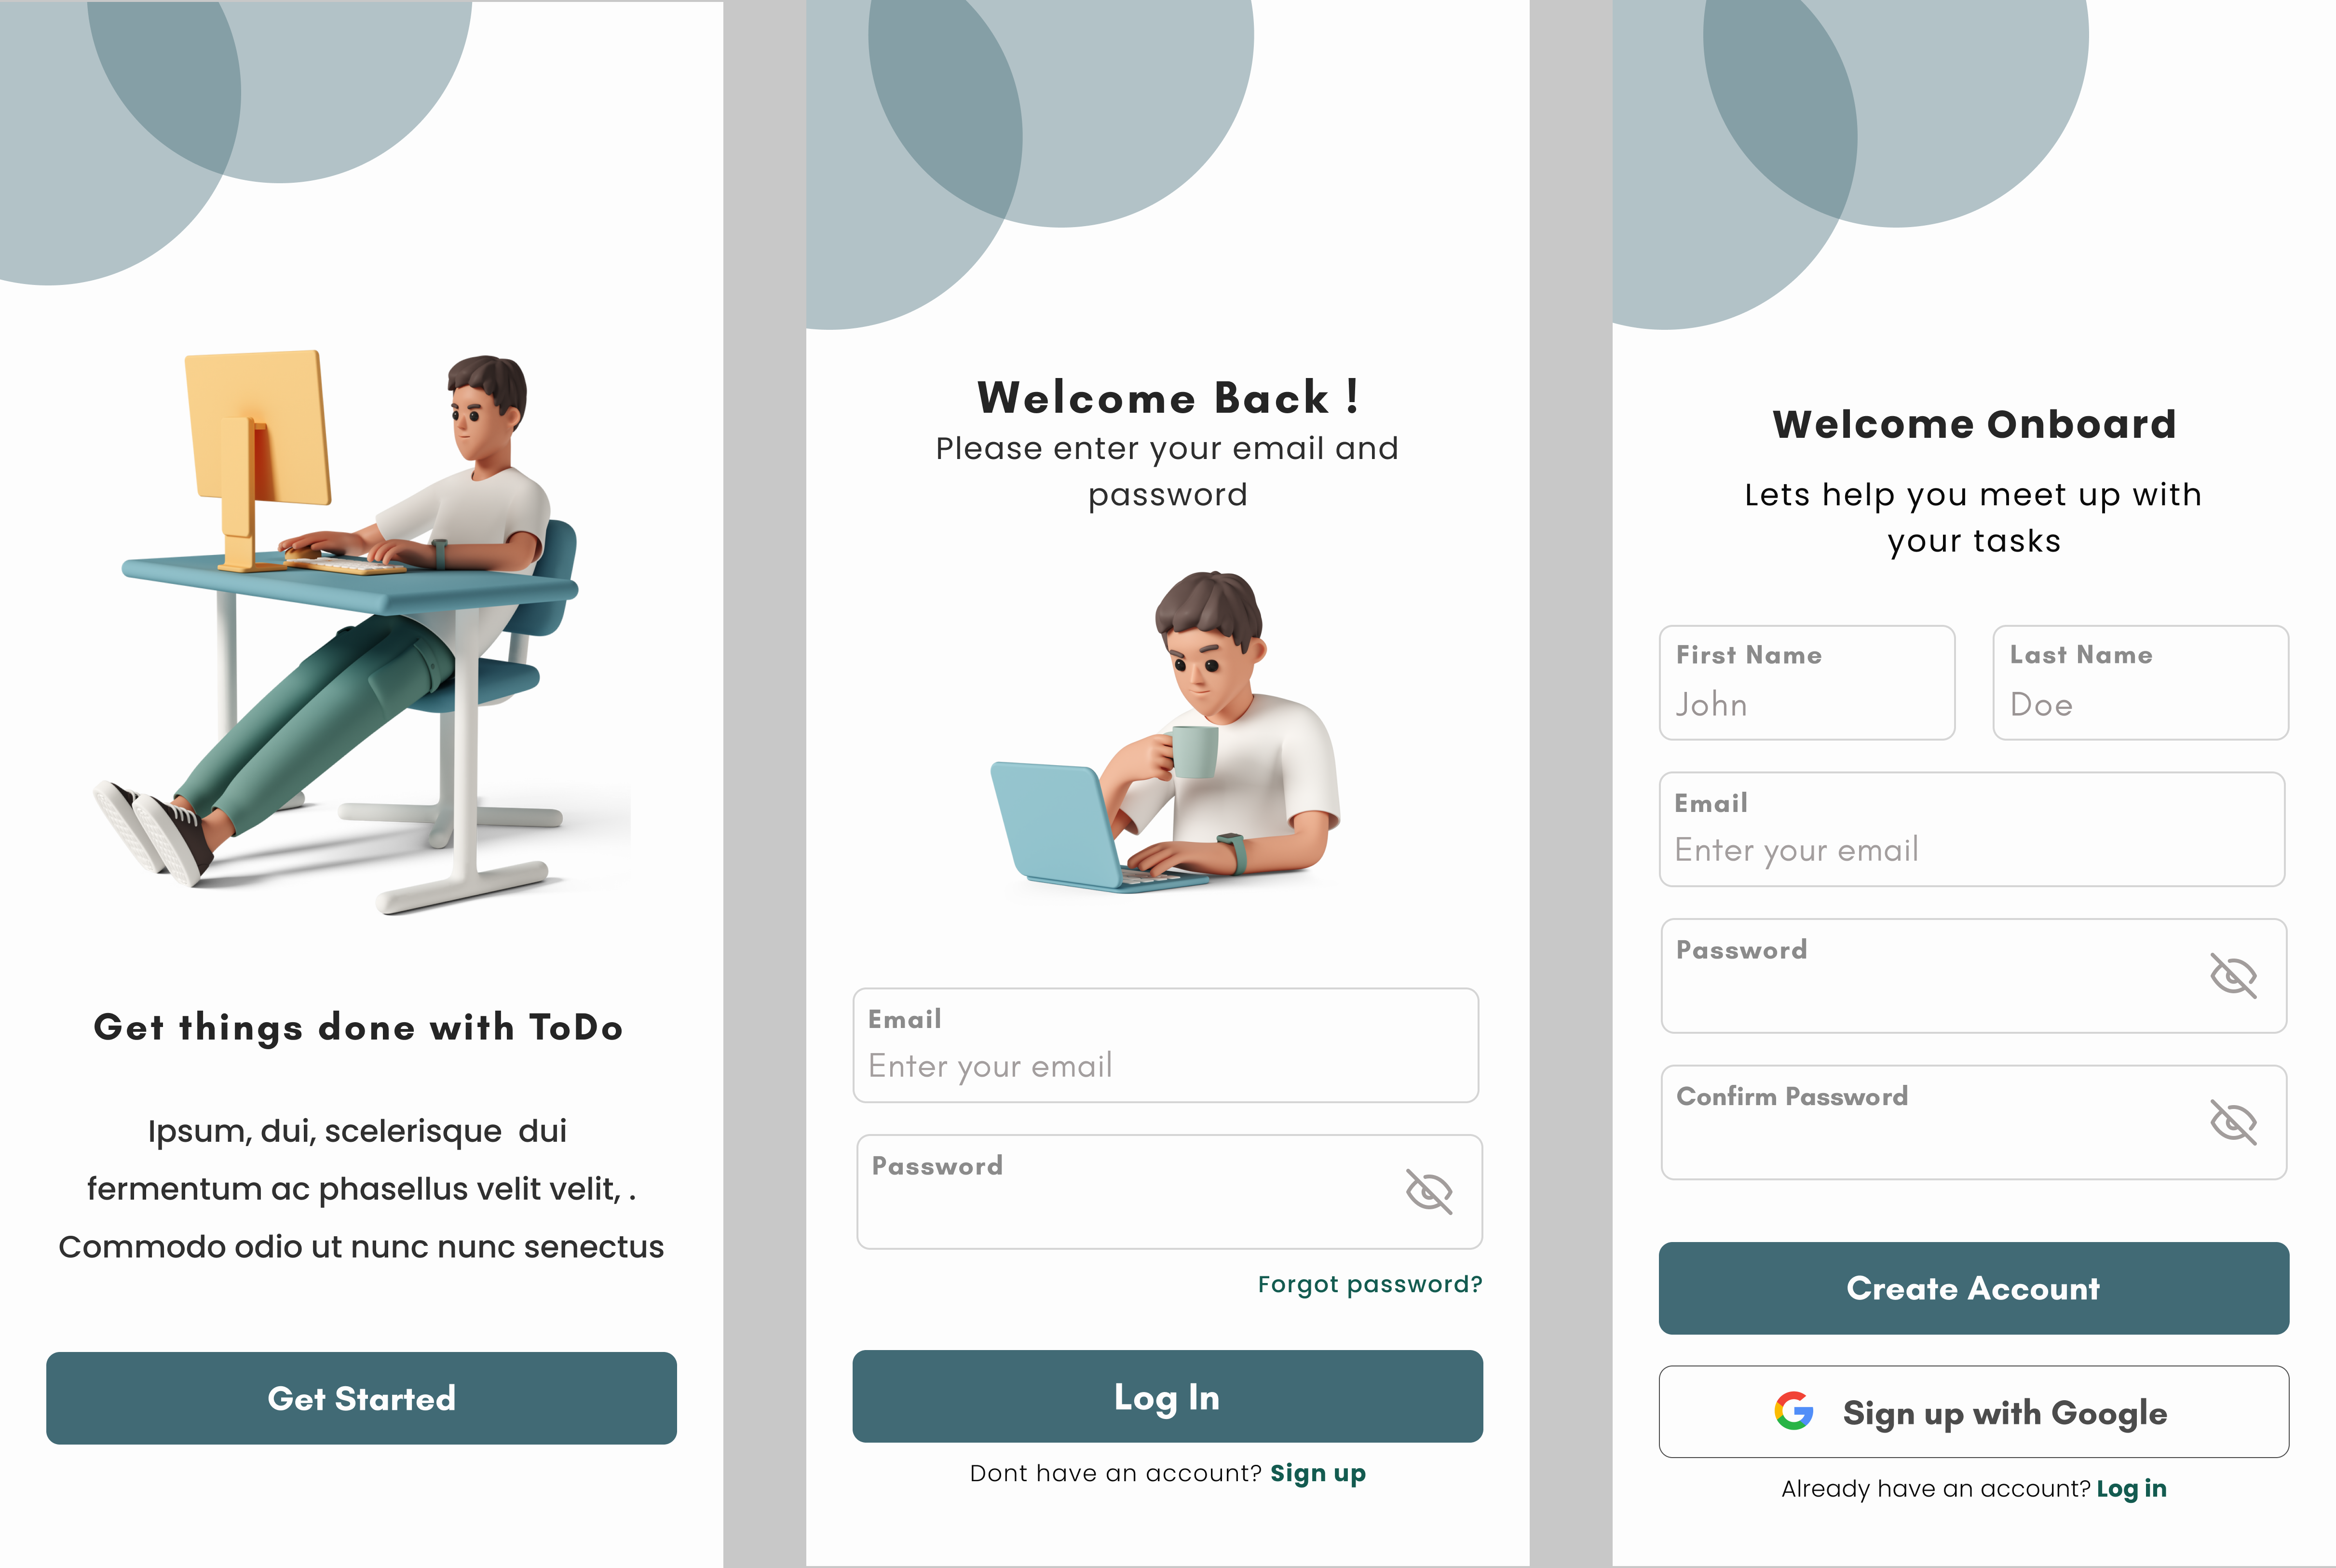 Get things done with ToDo
Ipsum, dui, scelerisque dui
fermentum ac phasellus velit velit, .
Commodo odio ut nunc nunc senectus
Get Started
Welcome Back !
Please enter your email and
password
Email
Enter your email
Password
Forgot password?
Log In
Dont have an account? Sign up
Welcome Onboard
Lets help you meet up with
your tasks
First Name
John
Last Name
Doe
Email
Enter your email
Password
Confirm Password
Create Account
Sign up with Google
Already have an account? Log in